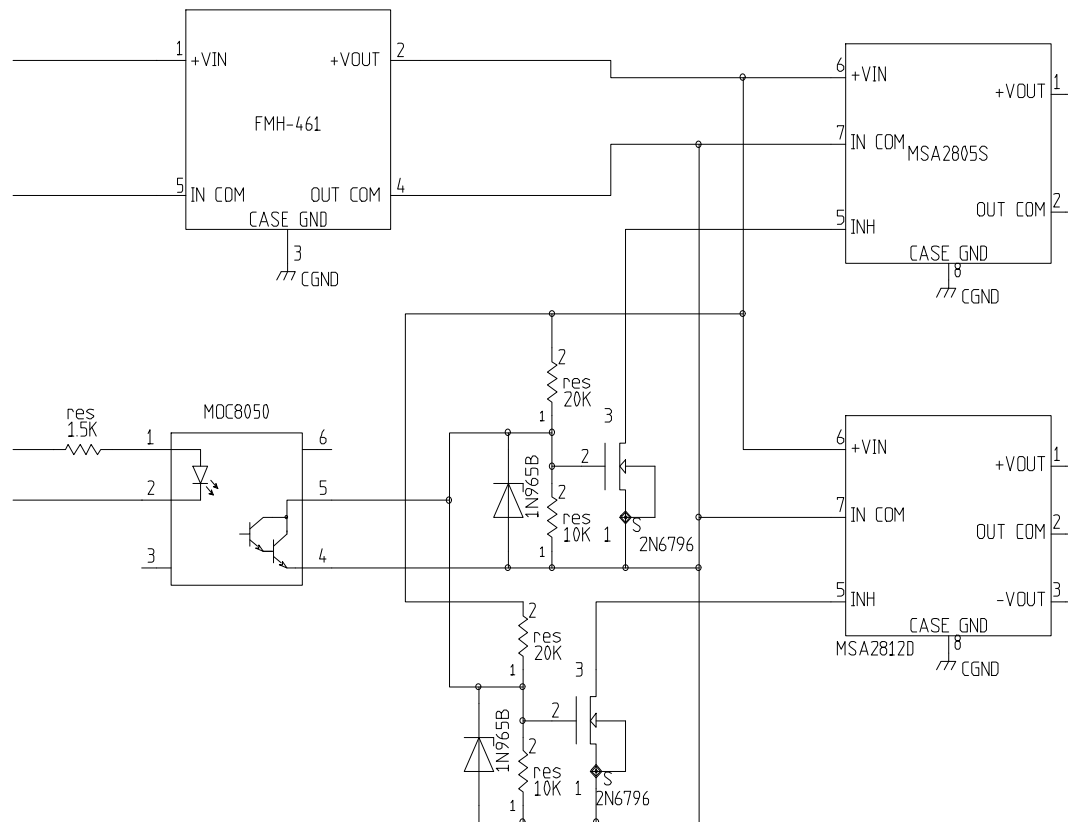 1 +VIN
+VOUT 2
FMH-461
5 IN COM
OUT COM 4
CASE GND
3
CGND
6 +VIN
+VOUT 1
7 IN COM
MSA2805S
OUT COM 2
5 INH
CASE GND
8
CGND
res
1.5K
MOC8050
1
6
2
5
3
4
2
res
20K
1
3
2
1N965B
2
res
10K
1
1
S
2N6796
6 +VIN
+VOUT 1
7 IN COM
OUT COM 2
5 INH
-VOUT 3
CASE GND
8
MSA2812D
CGND
2
res
20K
1
3
2
1N965B
2
res
10K
1
1
S
2N6796